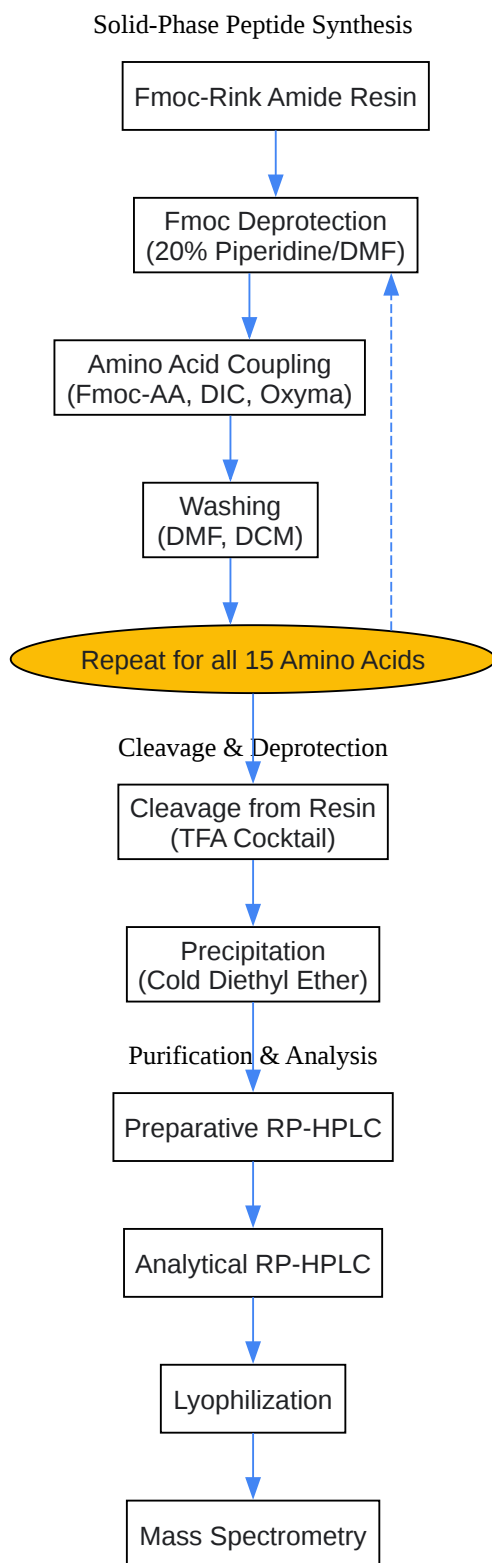 Solid-Phase Peptide Synthesis
Fmoc-Rink Amide Resin
Fmoc Deprotection
(20% Piperidine/DMF)
Amino Acid Coupling
(Fmoc-AA, DIC, Oxyma)
Washing
(DMF, DCM)
Repeat for all 15 Amino Acids
Cleavage & Deprotection
Cleavage from Resin
(TFA Cocktail)
Precipitation
(Cold Diethyl Ether)
Purification & Analysis
Preparative RP-HPLC
Analytical RP-HPLC
Lyophilization
Mass Spectrometry